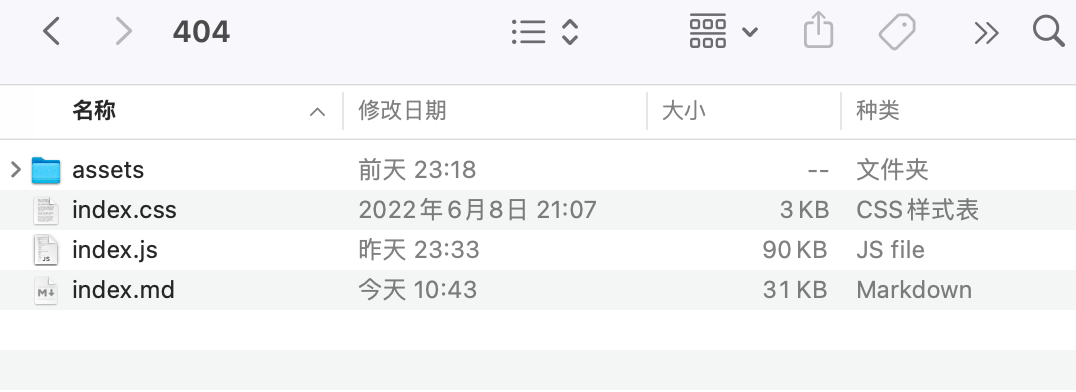 404
名称 修改日期 大小 种类
assets 前天 23:18 -- 文件夹
index.css 2022年6月8日 21:07 3 KB CSS样式表
index.js 昨天 23:33 90 KB JS file
index.md 今天 10:43 31 KB Markdown